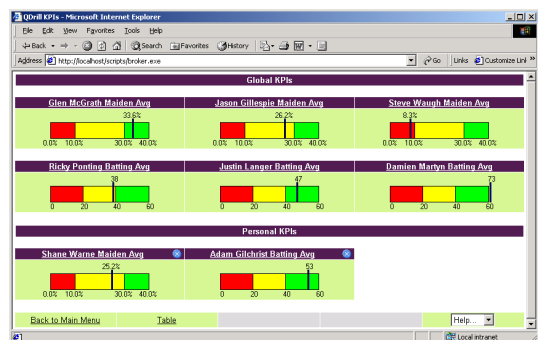 QDrill KPIs - Microsoft Internet Explorer
File Edit View Favorites Tools Help
Back Search Favorites History
Address http://localhost/scripts/broker.exe Go Links Customize Link »
Global KPIs
Glen McGrath Maiden Avg Jason Gillespie Maiden Avg Steve Waugh Maiden Avg
33.6% 26.2% 8.3%
0.0% 10.0% 30.0% 40.0% 0.0% 10.0% 30.0% 40.0% 0.0% 10.0% 30.0% 40.0%
Ricky Ponting Batting Avg Justin Langer Batting Avg Damien Martyn Batting Avg
38 47 73
0 20 40 60 0 20 40 60 0 20 40 60
Personal KPIs
Shane Warne Maiden Avg Adam Gilchrist Batting Avg
25.2% 53
0.0% 10.0% 30.0% 40.0% 0 20 40 60
Back to Main Menu Table Help...
Local intranet